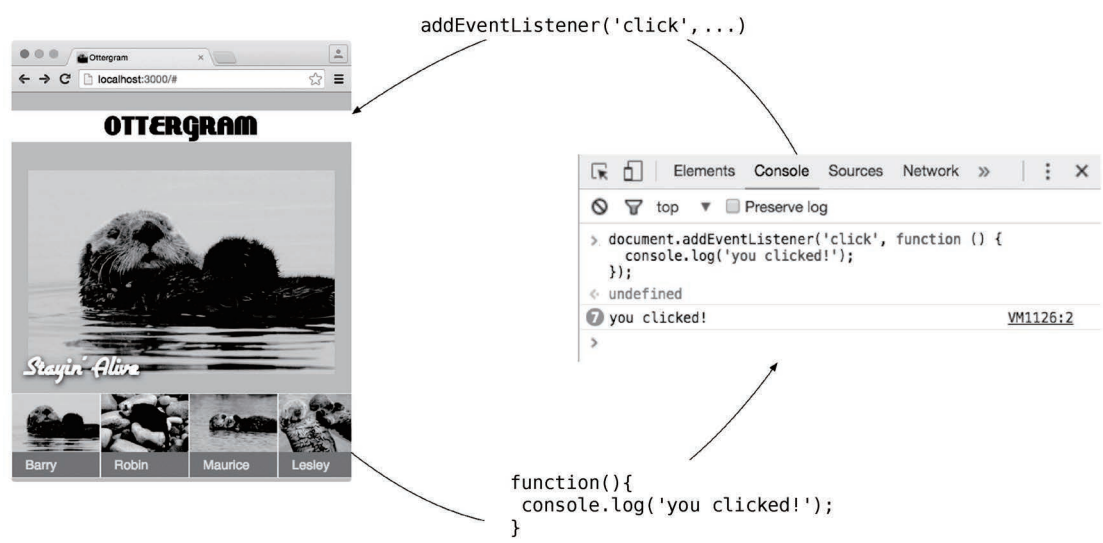 addEventListener('click',...)
Ottergram
localhost:3000/#
OTTERGRAM
Stayin' Alive
Barry
Robin
Maurice
Lesley
Elements Console Sources Network »
top ▼ Preserve log
> document.addEventListener('click', function () {
console.log('you clicked!');
});
undefined
7 you clicked! VM1126:2
>
function(){
console.log('you clicked!');
}